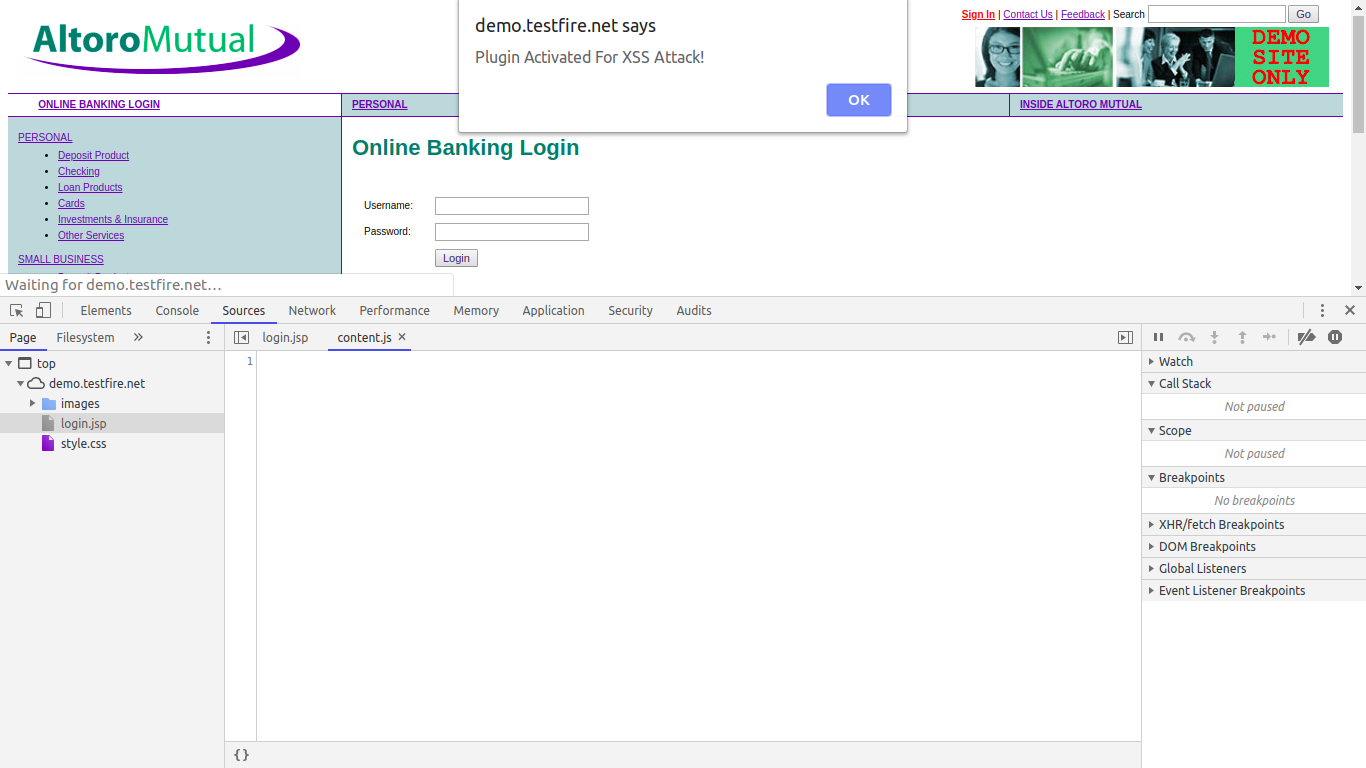 demo.testfire.net says
Plugin Activated For XSS Attack!
OK
AltoroMutual
Sign In | Contact Us | Feedback | Search
Go
DEMO
SITE
ONLY
ONLINE BANKING LOGIN
PERSONAL
INSIDE ALTORO MUTUAL
PERSONAL
Deposit Product
Checking
Loan Products
Cards
Investments & Insurance
Other Services
SMALL BUSINESS
Online Banking Login
Username:
Password:
Login
Waiting for demo.testfire.net…
Elements Console Sources Network Performance Memory Application Security Audits
Page Filesystem »
top
demo.testfire.net
images
login.jsp
style.css
login.jsp content.js
1
{}
Watch
Call Stack
Not paused
Scope
Not paused
Breakpoints
No breakpoints
XHR/fetch Breakpoints
DOM Breakpoints
Global Listeners
Event Listener Breakpoints